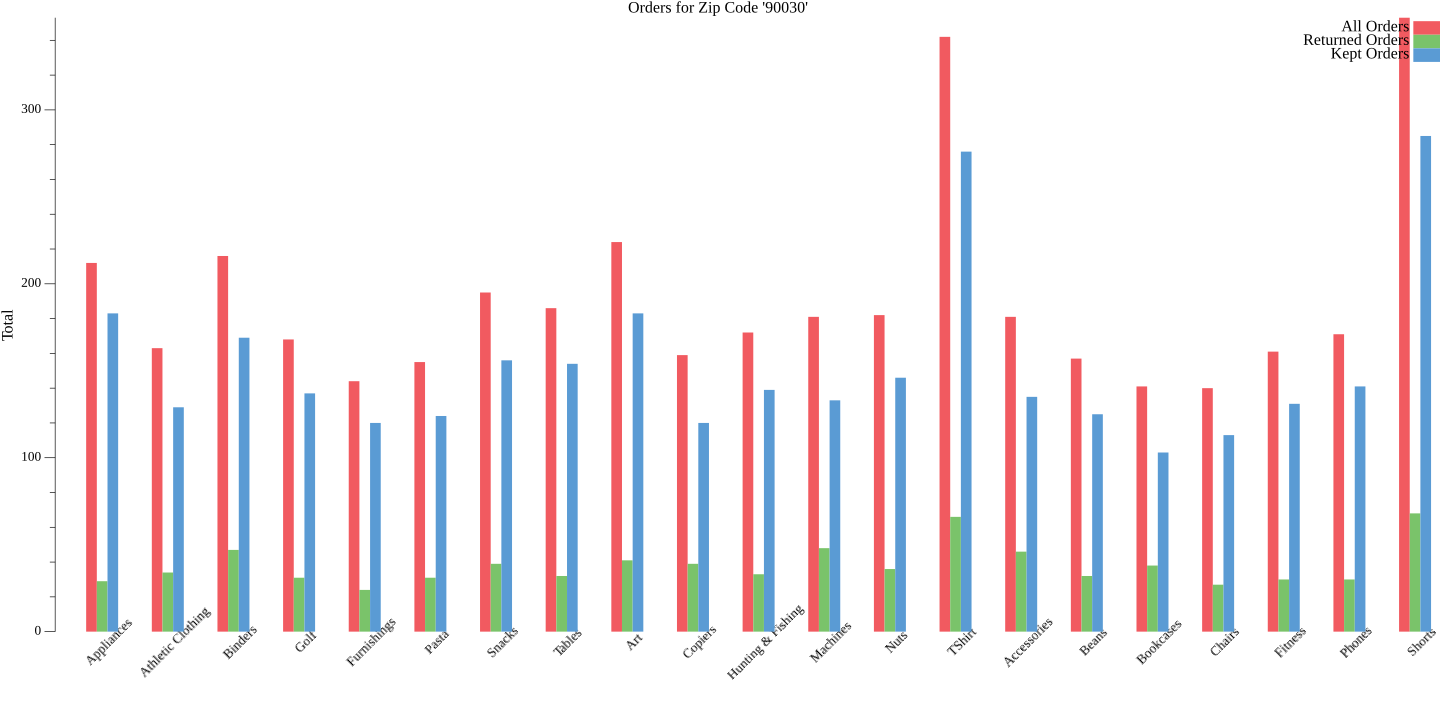 Orders for Zip Code '90030'
All Orders
Returned Orders
Kept Orders
Total
300
200
100
0
Appliances
Athletic Clothing
Binders
Golf
Furnishings
Pasta
Snacks
Tables
Art
Copiers
Hunting & Fishing
Machines
Nuts
TShirt
Accessories
Beans
Bookcases
Chairs
Fitness
Phones
Shorts